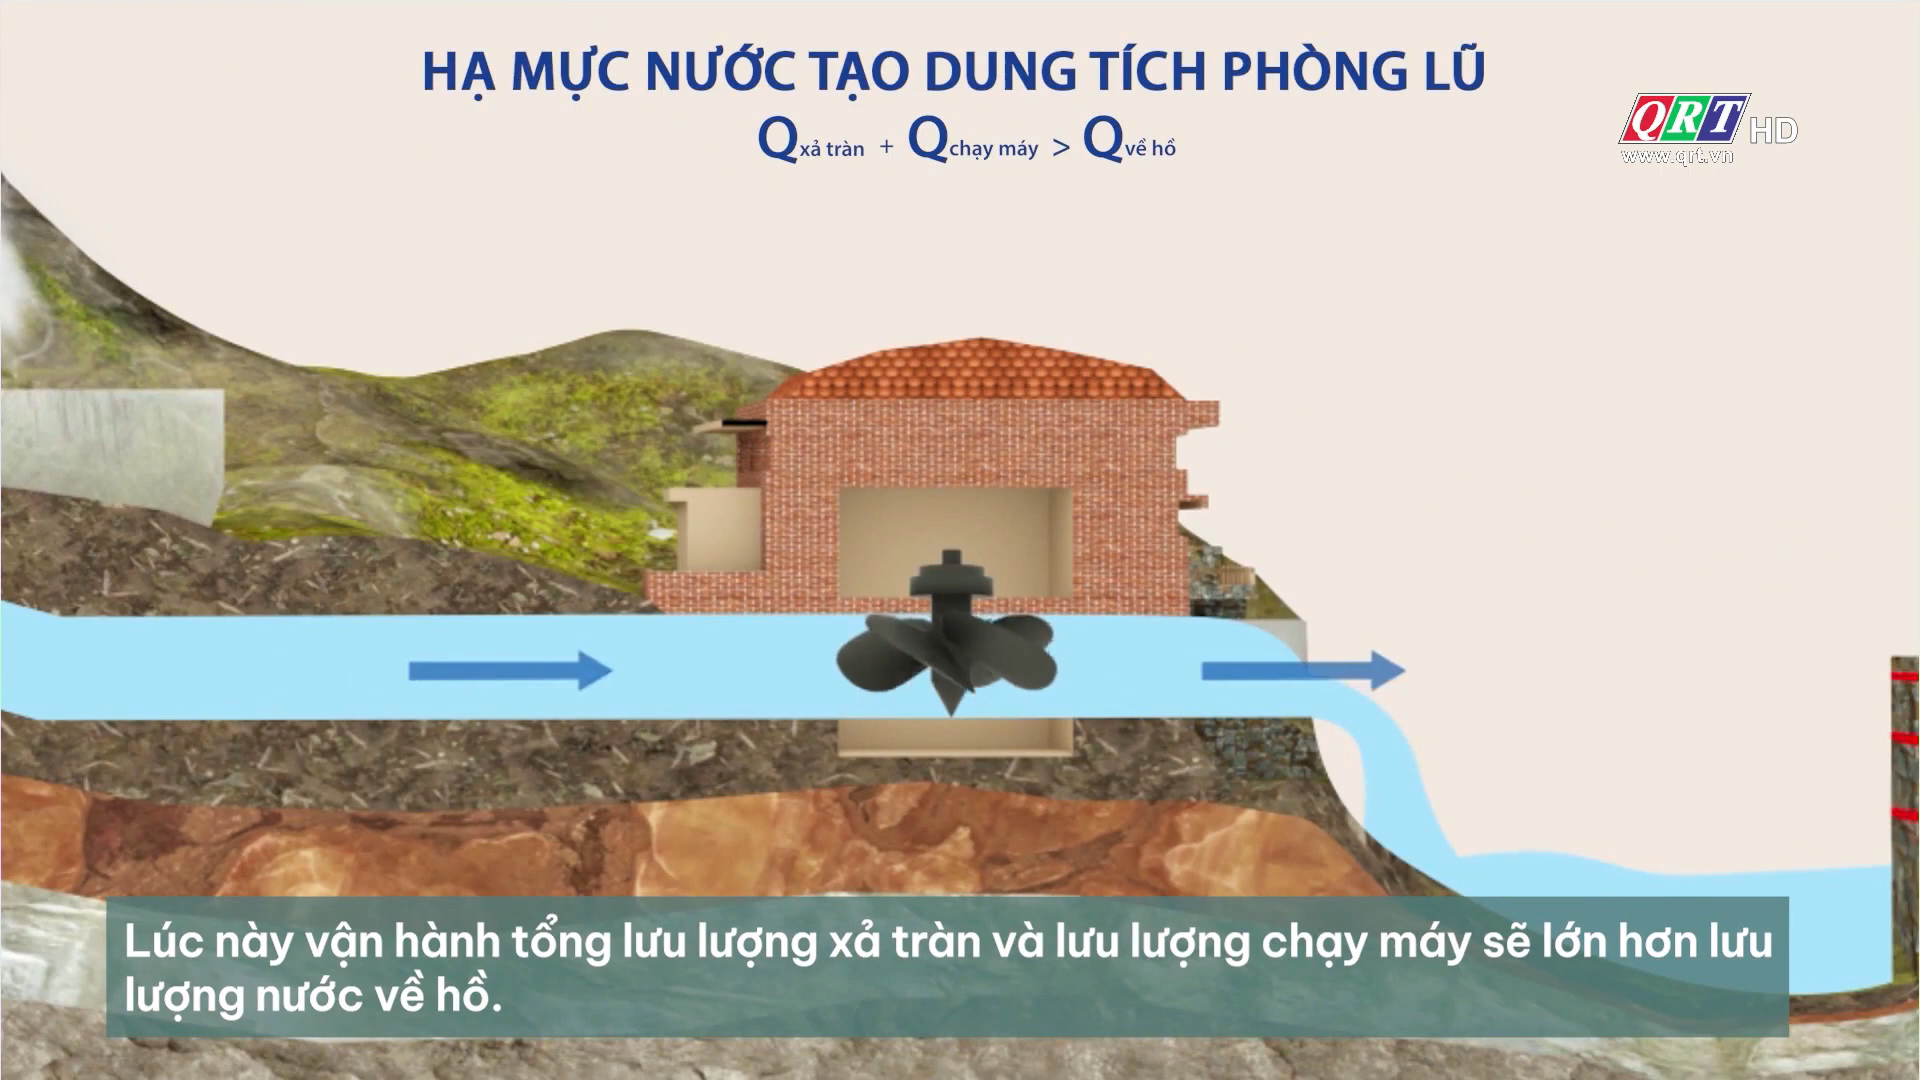 HẠ MỰC NƯỚC TẠO DUNG TÍCH PHÒNG LŨ
Qxả tràn + Qchạy máy > Qvề hồ
QRT HD
www.qrt.vn
Lúc này vận hành tổng lưu lượng xả tràn và lưu lượng chạy máy sẽ lớn hơn lưu
lượng nước về hồ.